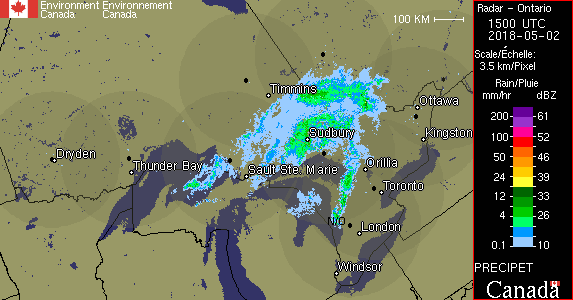 Environment Environnement
Canada Canada
100 KM
Radar - Ontario
1500 UTC
2018-05-02
Scale/Échelle:
3.5 km/Pixel
Rain/Pluie
mm/hr dBZ
200 61
100 52
50 46
24 39
12 33
4 26
0.1 10
PRECIPET
Canada
Timmins
Ottawa
Sudbury
Kingston
Dryden
Thunder Bay
Sault Ste. Marie
Orillia
Toronto
London
Windsor